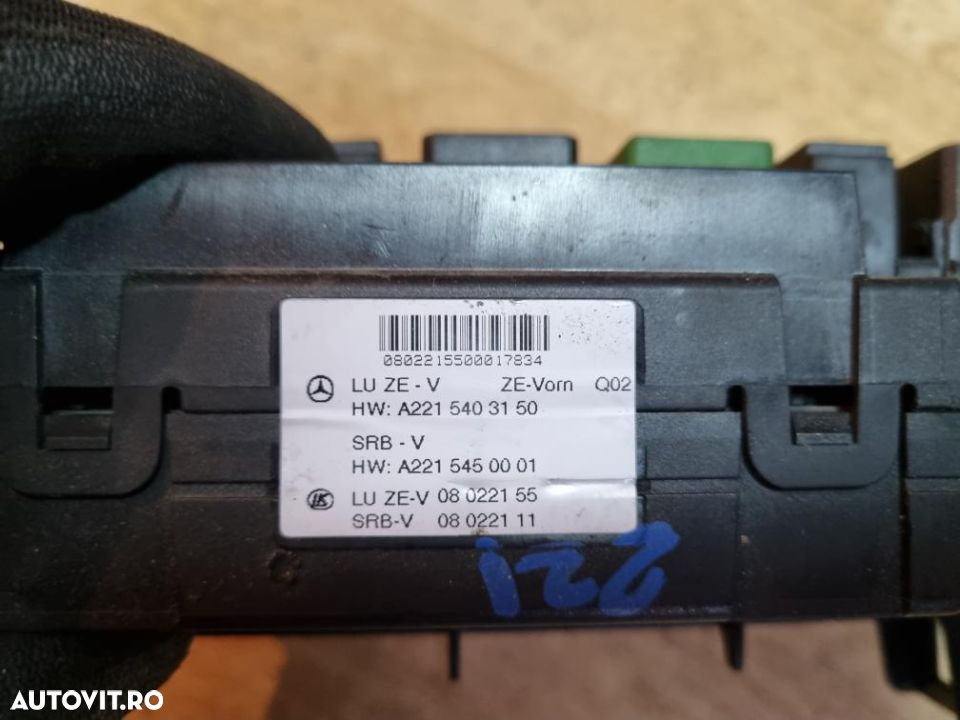 0802215500017834
LU ZE - V ZE-Vorn Q02
HW: A221 540 31 50
SRB - V
HW: A221 545 00 01
LK LU ZE-V 08 0221 55
SRB-V 08 0221 11
221
AUTOVIT.RO